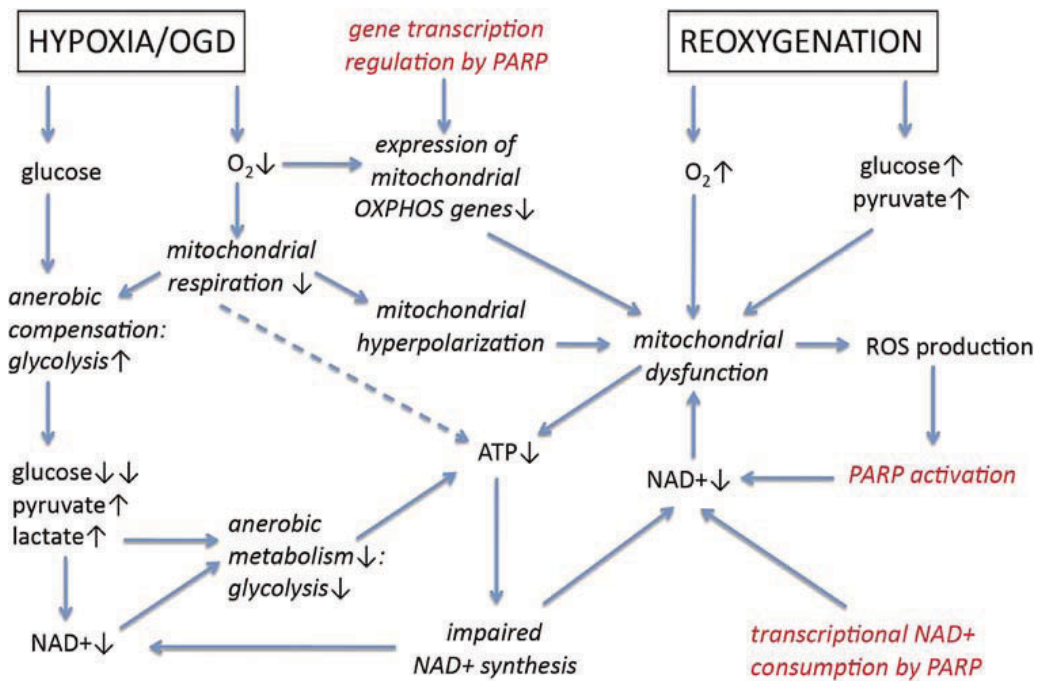 HYPOXIA/OGD
gene transcription
regulation by PARP
REOXYGENATION
glucose
O₂↓
expression of
mitochondrial
OXPHOS genes↓
O₂↑
glucose↑
pyruvate↑
mitochondrial
respiration ↓
anerobic
compensation:
glycolysis↑
mitochondrial
hyperpolarization
mitochondrial
dysfunction
ROS production
ATP↓
glucose↓↓
pyruvate↑
lactate↑
NAD+↓
PARP activation
anerobic
metabolism↓:
glycolysis↓
NAD+↓
impaired
NAD+ synthesis
transcriptional NAD+
consumption by PARP